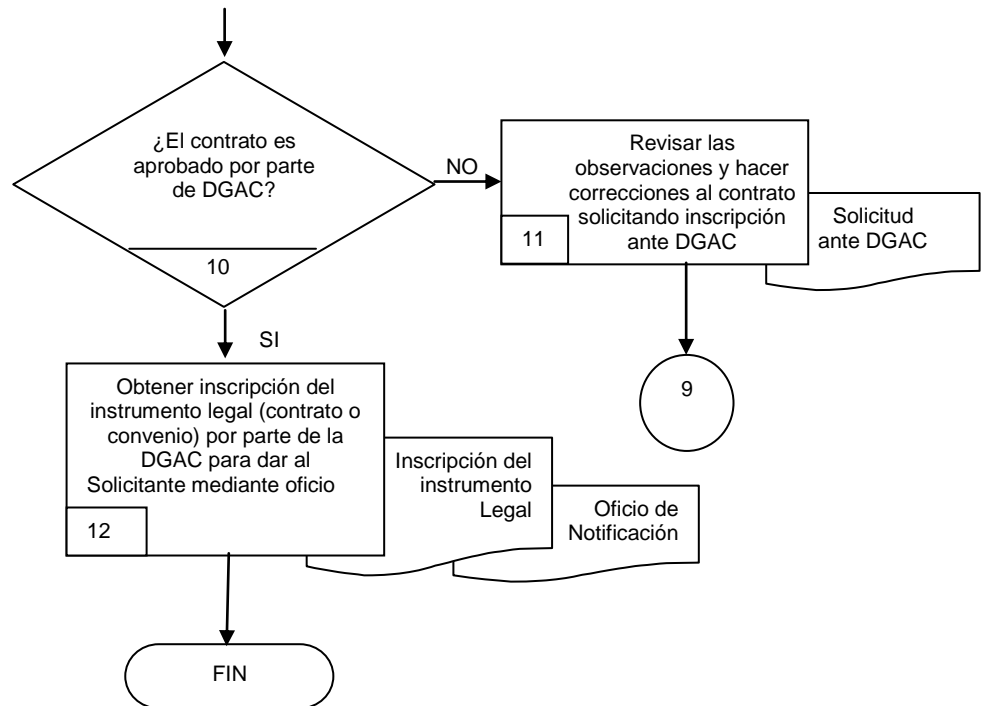 ¿El contrato es
aprobado por parte
de DGAC?
10
NO
Revisar las
observaciones y hacer
correcciones al contrato
solicitando inscripción
ante DGAC
11
Solicitud
ante DGAC
9
SI
Obtener inscripción del
instrumento legal (contrato o
convenio) por parte de la
DGAC para dar al
Solicitante mediante oficio
12
Inscripción del
instrumento
Legal
Oficio de
Notificación
FIN